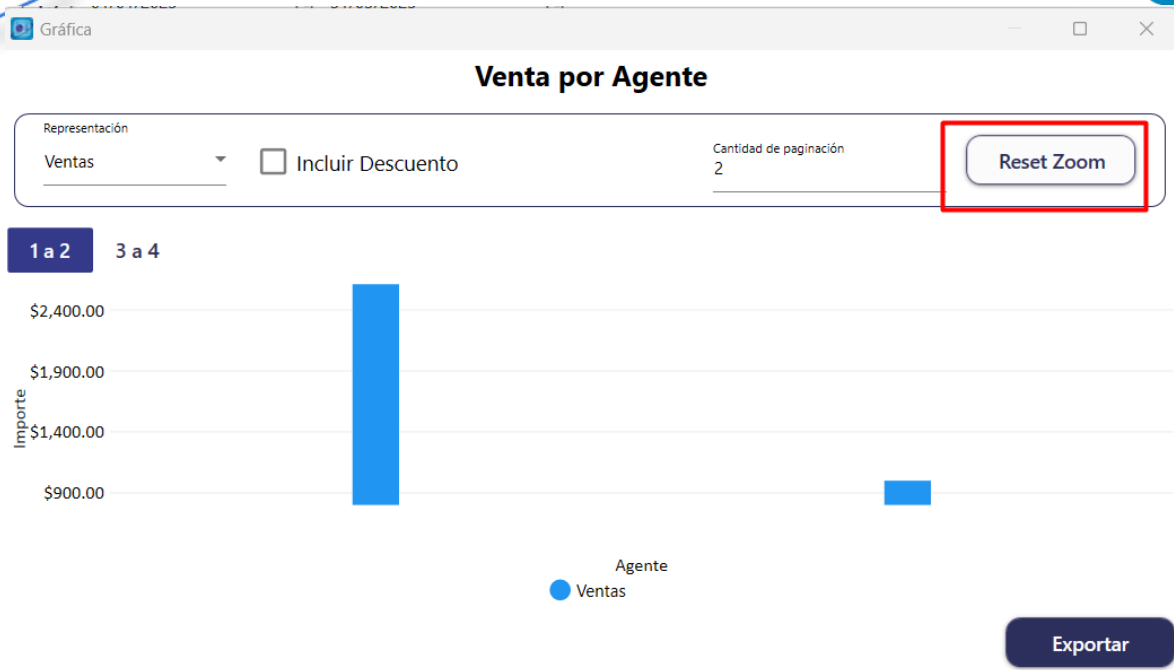 Gráfica
Venta por Agente
Representación
Ventas
Incluir Descuento
Cantidad de paginación
2
Reset Zoom
1 a 2
3 a 4
$2,400.00
$1,900.00
$1,400.00
$900.00
Importe
Agente
Ventas
Exportar